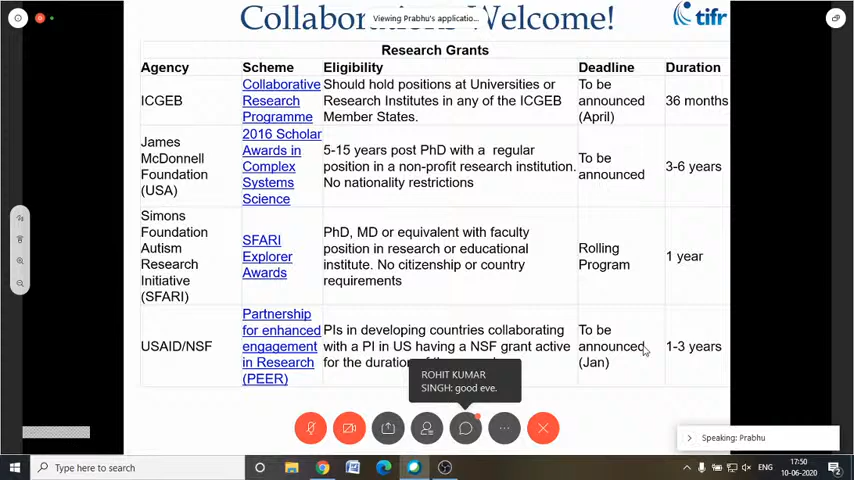 Collaborations Welcome!
Viewing Prabhu's applicatio...
tifr
Research Grants
Agency Scheme Eligibility Deadline Duration
ICGEB
Collaborative
Research
Programme
Should hold positions at Universities or
Research Institutes in any of the ICGEB
Member States.
To be
announced
(April)
36 months
James
McDonnell
Foundation
(USA)
2016 Scholar
Awards in
Complex
Systems
Science
5-15 years post PhD with a regular
position in a non-profit research institution.
No nationality restrictions
To be
announced
3-6 years
Simons
Foundation
Autism
Research
Initiative
(SFARI)
SFARI
Explorer
Awards
PhD, MD or equivalent with faculty
position in research or educational
institute. No citizenship or country
requirements
Rolling
Program
1 year
USAID/NSF
Partnership
for enhanced
engagement
in Research
(PEER)
PIs in developing countries collaborating
with a PI in US having a NSF grant active
for the duration of
To be
announced
(Jan)
1-3 years
ROHIT KUMAR
SINGH: good eve.
Speaking: Prabhu
Type here to search
ENG
17:50
10-06-2020
2